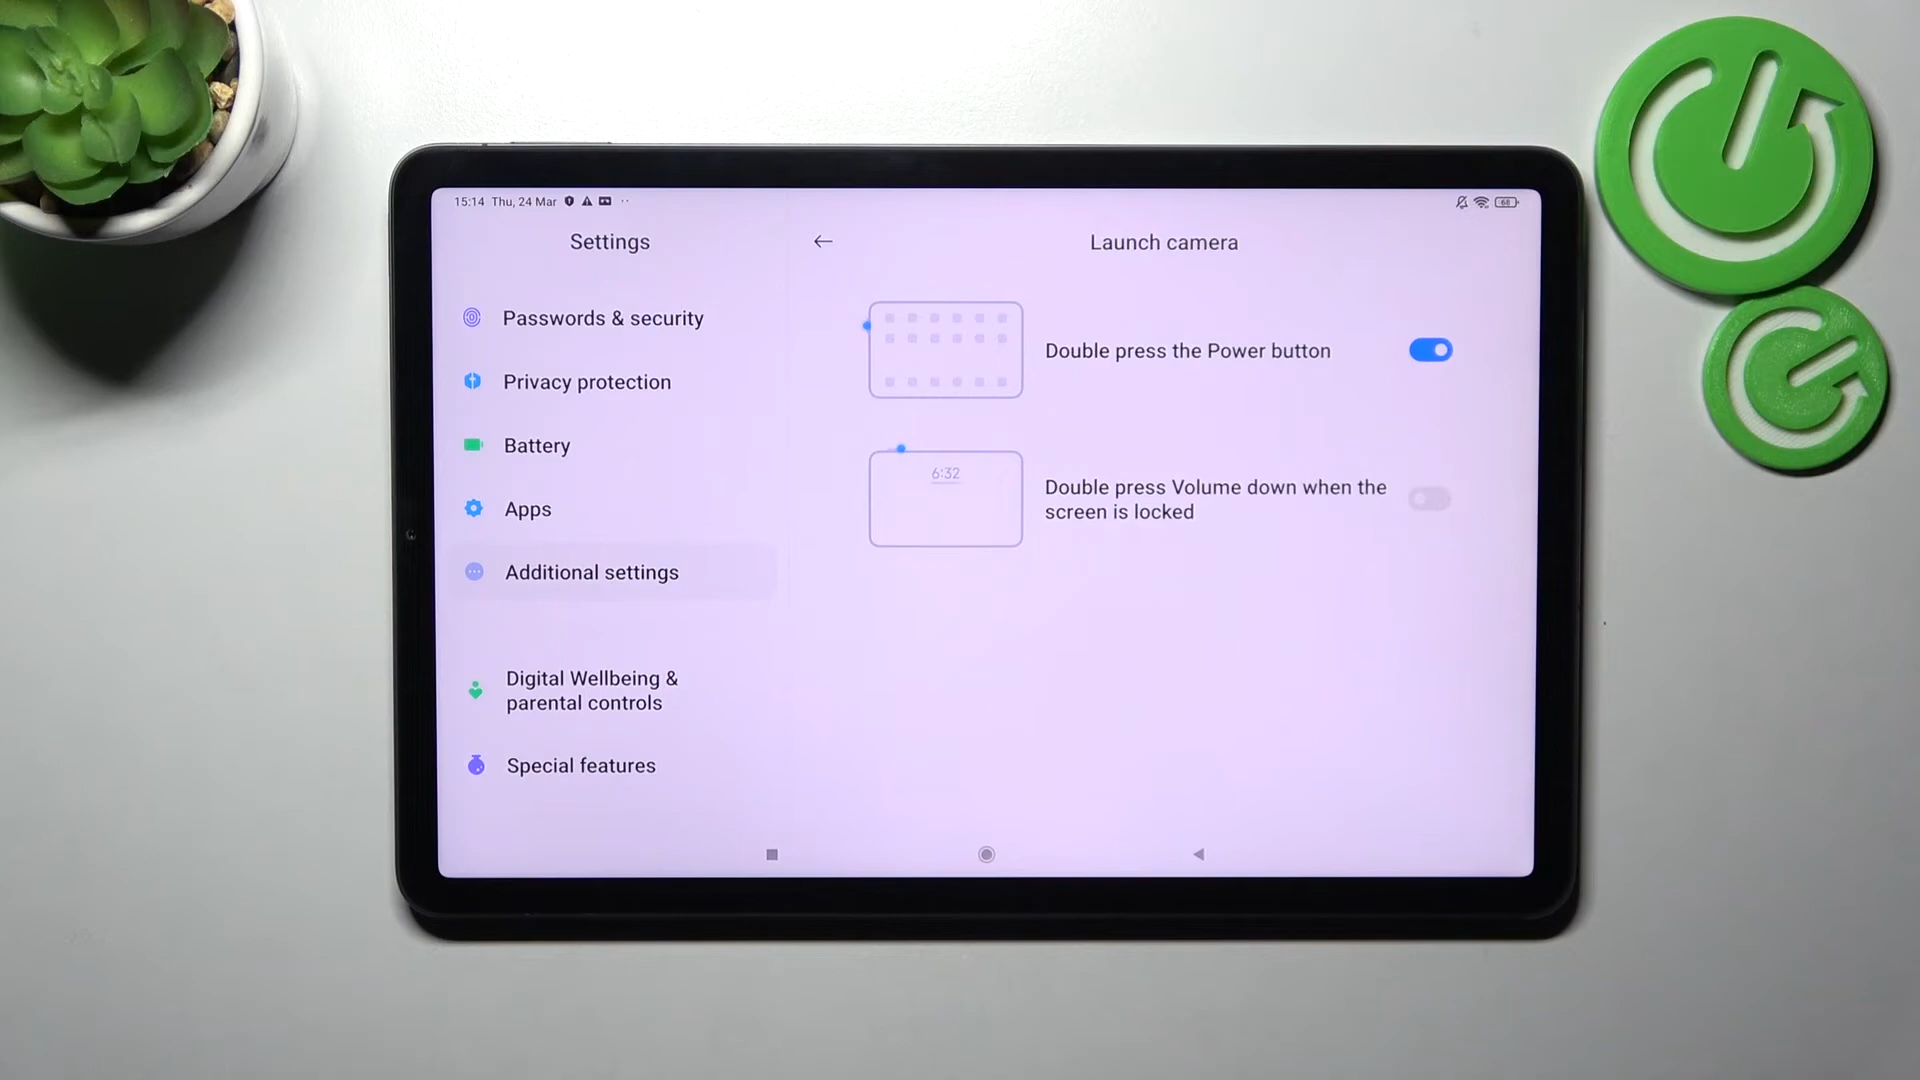 15:14 Thu, 24 Mar
68
Settings
Launch camera
Passwords & security
Privacy protection
Battery
Apps
Additional settings
Digital Wellbeing &
parental controls
Special features
Double press the Power button
6:32
Double press Volume down when the
screen is locked